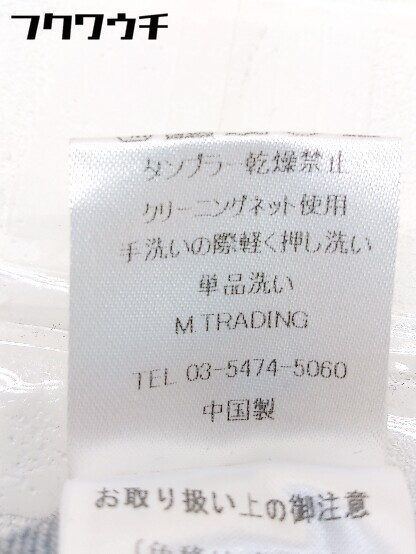 フクワウチ
タンブラー乾燥禁止
クリーニングネット使用
手洗いの際軽く押し洗い
単品洗い
M.TRADING
TEL 03-5474-5060
中国製
お取り扱い上の御注意